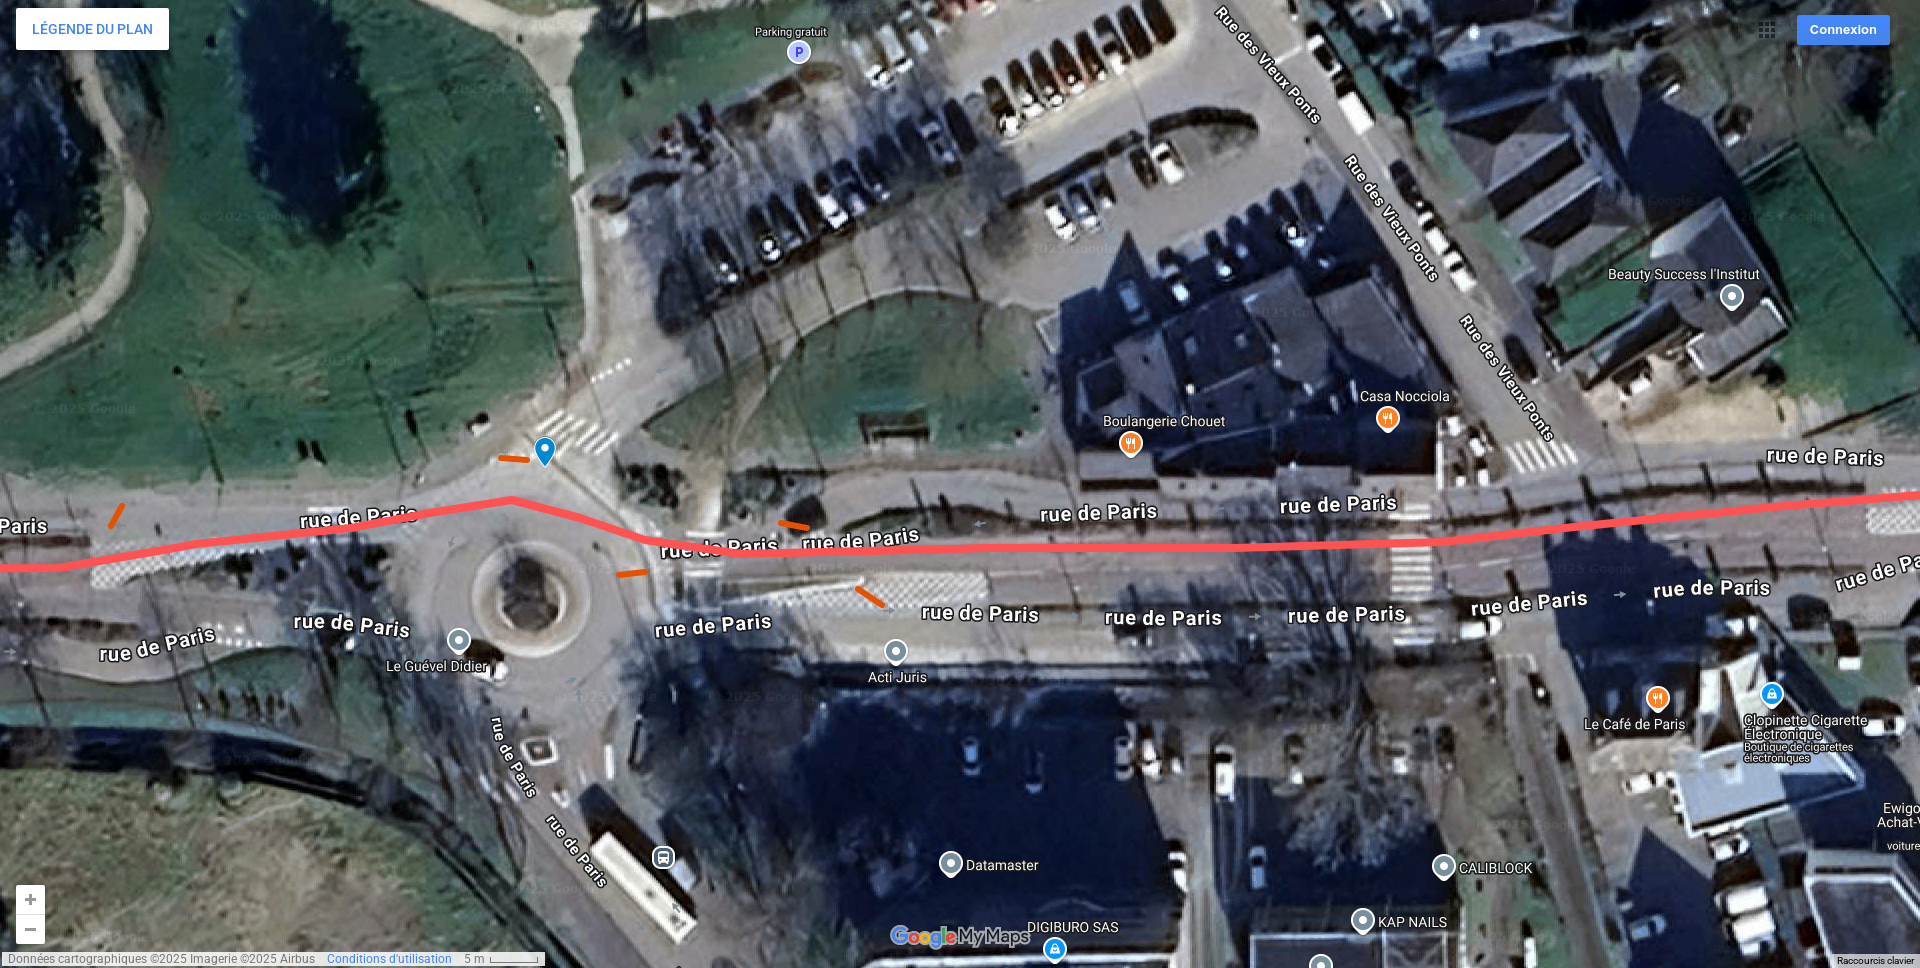 LÉGENDE DU PLAN
Parking gratuit
P
Connexion
Rue des Vieux Ponts
Rue des Vieux Ponts
Rue des Vieux Ponts
Beauty Success l'Institut
Casa Nocciola
Boulangerie Chouet
rue de Paris
rue de Paris
rue de Paris
rue de Paris
Paris
rue de Paris
rue de Paris
rue de Paris
rue de Paris
rue de Paris
rue de Paris
rue de Paris
rue de Paris
rue de Paris
rue de Paris
rue de Pa
rue de Paris
Le Guével Didier
Acti Juris
Le Café de Paris
Clopinette Cigarette
Électronique
Boutique de cigarettes
électroniques
rue de Paris
rue de Paris
Ewigo
Achat-V
voiture
Datamaster
CALIBLOCK
KAP NAILS
DIGIBURO SAS
Google My Maps
Données cartographiques ©2025 Imagerie ©2025 Airbus Conditions d'utilisation 5 m
Raccourcis clavier